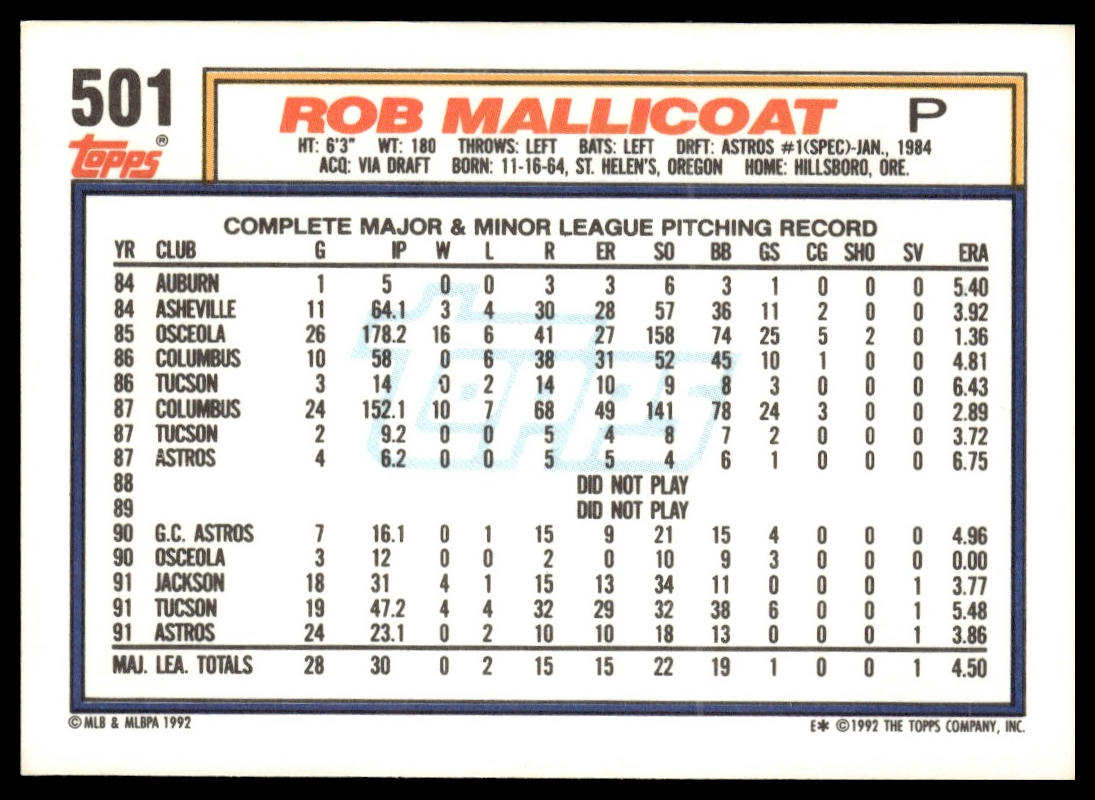 501
ROB MALLICOAT P
Topps®
HT: 6'3" WT: 180 THROWS: LEFT BATS: LEFT DRFT: ASTROS #1(SPEC)-JAN., 1984
ACQ: VIA DRAFT BORN: 11-16-64, ST. HELEN'S, OREGON HOME: HILLSBORO, ORE.
COMPLETE MAJOR & MINOR LEAGUE PITCHING RECORD
YR CLUB G IP W L R ER SO BB GS CG SHO SV ERA
84 AUBURN 1 5 0 0 3 3 6 3 1 0 0 0 5.40
84 ASHEVILLE 11 64.1 3 4 30 28 57 36 11 2 0 0 3.92
85 OSCEOLA 26 178.2 16 6 41 27 158 74 25 5 2 0 1.36
86 COLUMBUS 10 58 0 6 38 31 52 45 10 1 0 0 4.81
86 TUCSON 3 14 0 2 14 10 9 8 3 0 0 0 6.43
87 COLUMBUS 24 152.1 10 7 68 49 141 78 24 3 0 0 2.89
87 TUCSON 2 9.2 0 0 5 4 8 7 2 0 0 0 3.72
87 ASTROS 4 6.2 0 0 5 5 4 6 1 0 0 0 6.75
88 DID NOT PLAY
89 DID NOT PLAY
90 G.C. ASTROS 7 16.1 0 1 15 9 21 15 4 0 0 0 4.96
90 OSCEOLA 3 12 0 0 2 0 10 9 3 0 0 0 0.00
91 JACKSON 18 31 4 1 15 13 34 11 0 0 0 1 3.77
91 TUCSON 19 47.2 4 4 32 29 32 38 6 0 0 1 5.48
91 ASTROS 24 23.1 0 2 10 10 18 13 0 0 0 1 3.86
MAJ. LEA. TOTALS 28 30 0 2 15 15 22 19 1 0 0 1 4.50
Topps
© MLB & MLBPA 1992
E* © 1992 THE TOPPS COMPANY, INC.